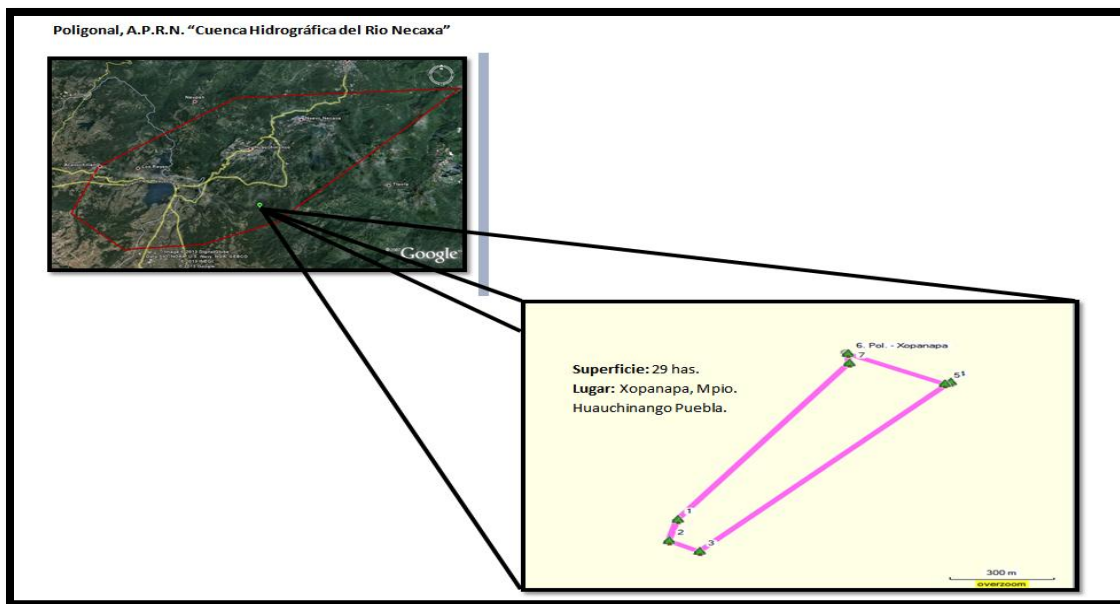 Poligonal, A.P.R.N. “Cuenca Hidrográfica del Rio Necaxa”
Google
6. Pol. - Xopanapa
7
5¹
Superficie: 29 has.
Lugar: Xopanapa, Mpio.
Huauchinango Puebla.
1
2
3
300 m
overzoom